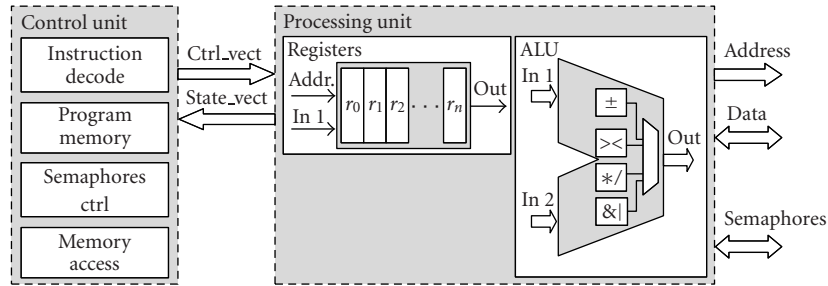 Control unit
Instruction
decode
Program
memory
Semaphores
ctrl
Memory
access
Ctrl_vect
State_vect
Processing unit
Registers
Addr.
In 1
r0 r1 r2 · · · rn
Out
ALU
In 1
In 2
±
><
*/
&|
Out
Address
Data
Semaphores